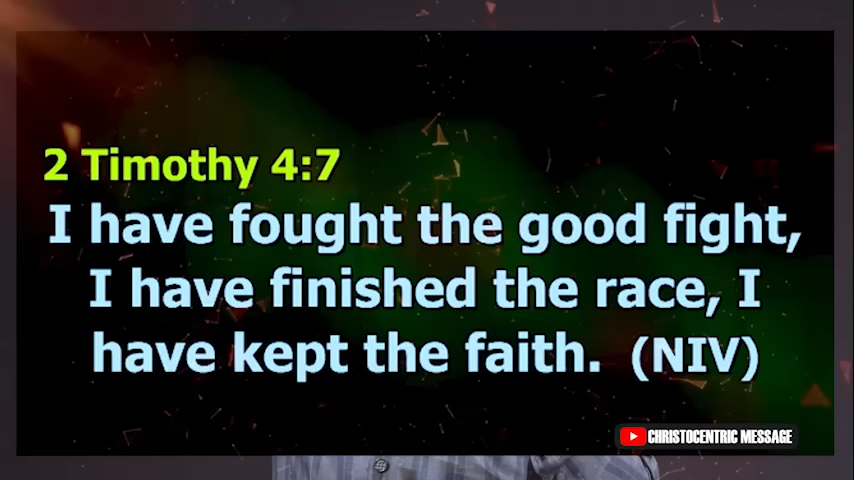 2 Timothy 4:7
I have fought the good fight,
I have finished the race, I
have kept the faith. (NIV)
CHRISTOCENTRIC MESSAGE